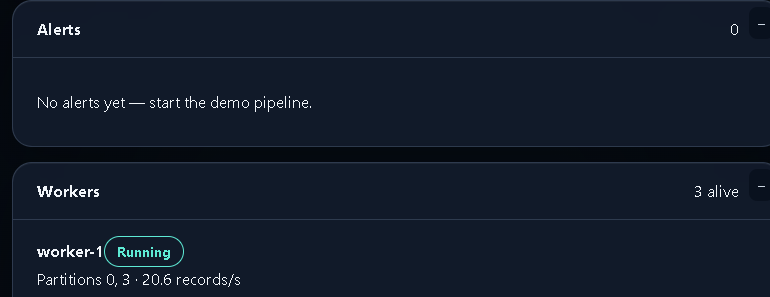 Alerts 0 –
No alerts yet — start the demo pipeline.
Workers 3 alive –
worker-1 Running
Partitions 0, 3 · 20.6 records/s